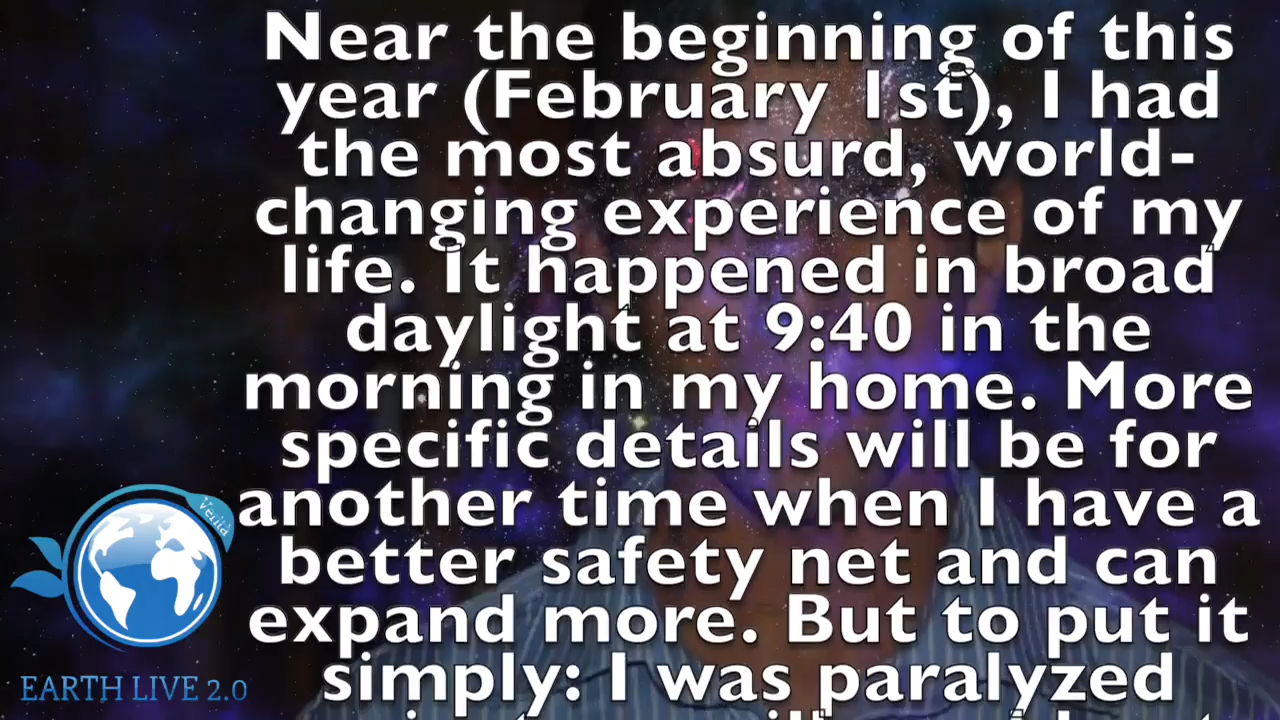 Near the beginning of this
year (February 1st), I had
the most absurd, world-
changing experience of my
life. It happened in broad
daylight at 9:40 in the
morning in my home. More
specific details will be for
another time when I have a
better safety net and can
expand more. But to put it
simply: I was paralyzed
EARTH LIVE 2.0